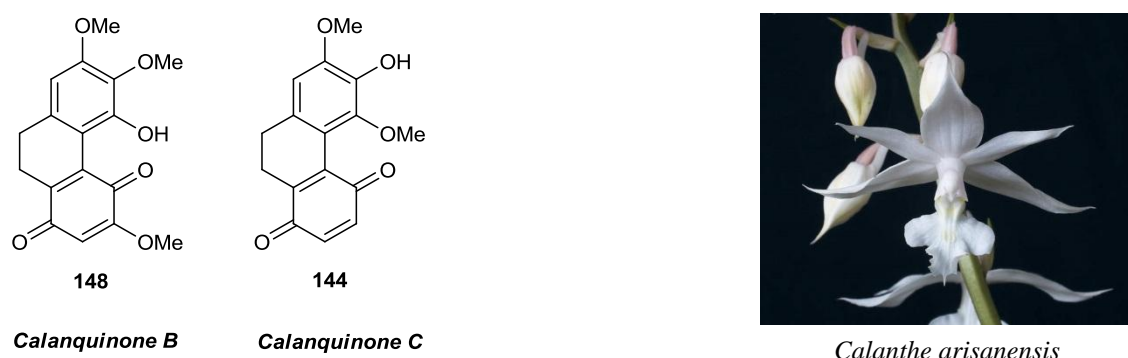 OMe
OMe
OH
O
O
OMe
148
Calanquinone B
OMe
OH
OMe
O
O
144
Calanquinone C
Calanthe arisanensis